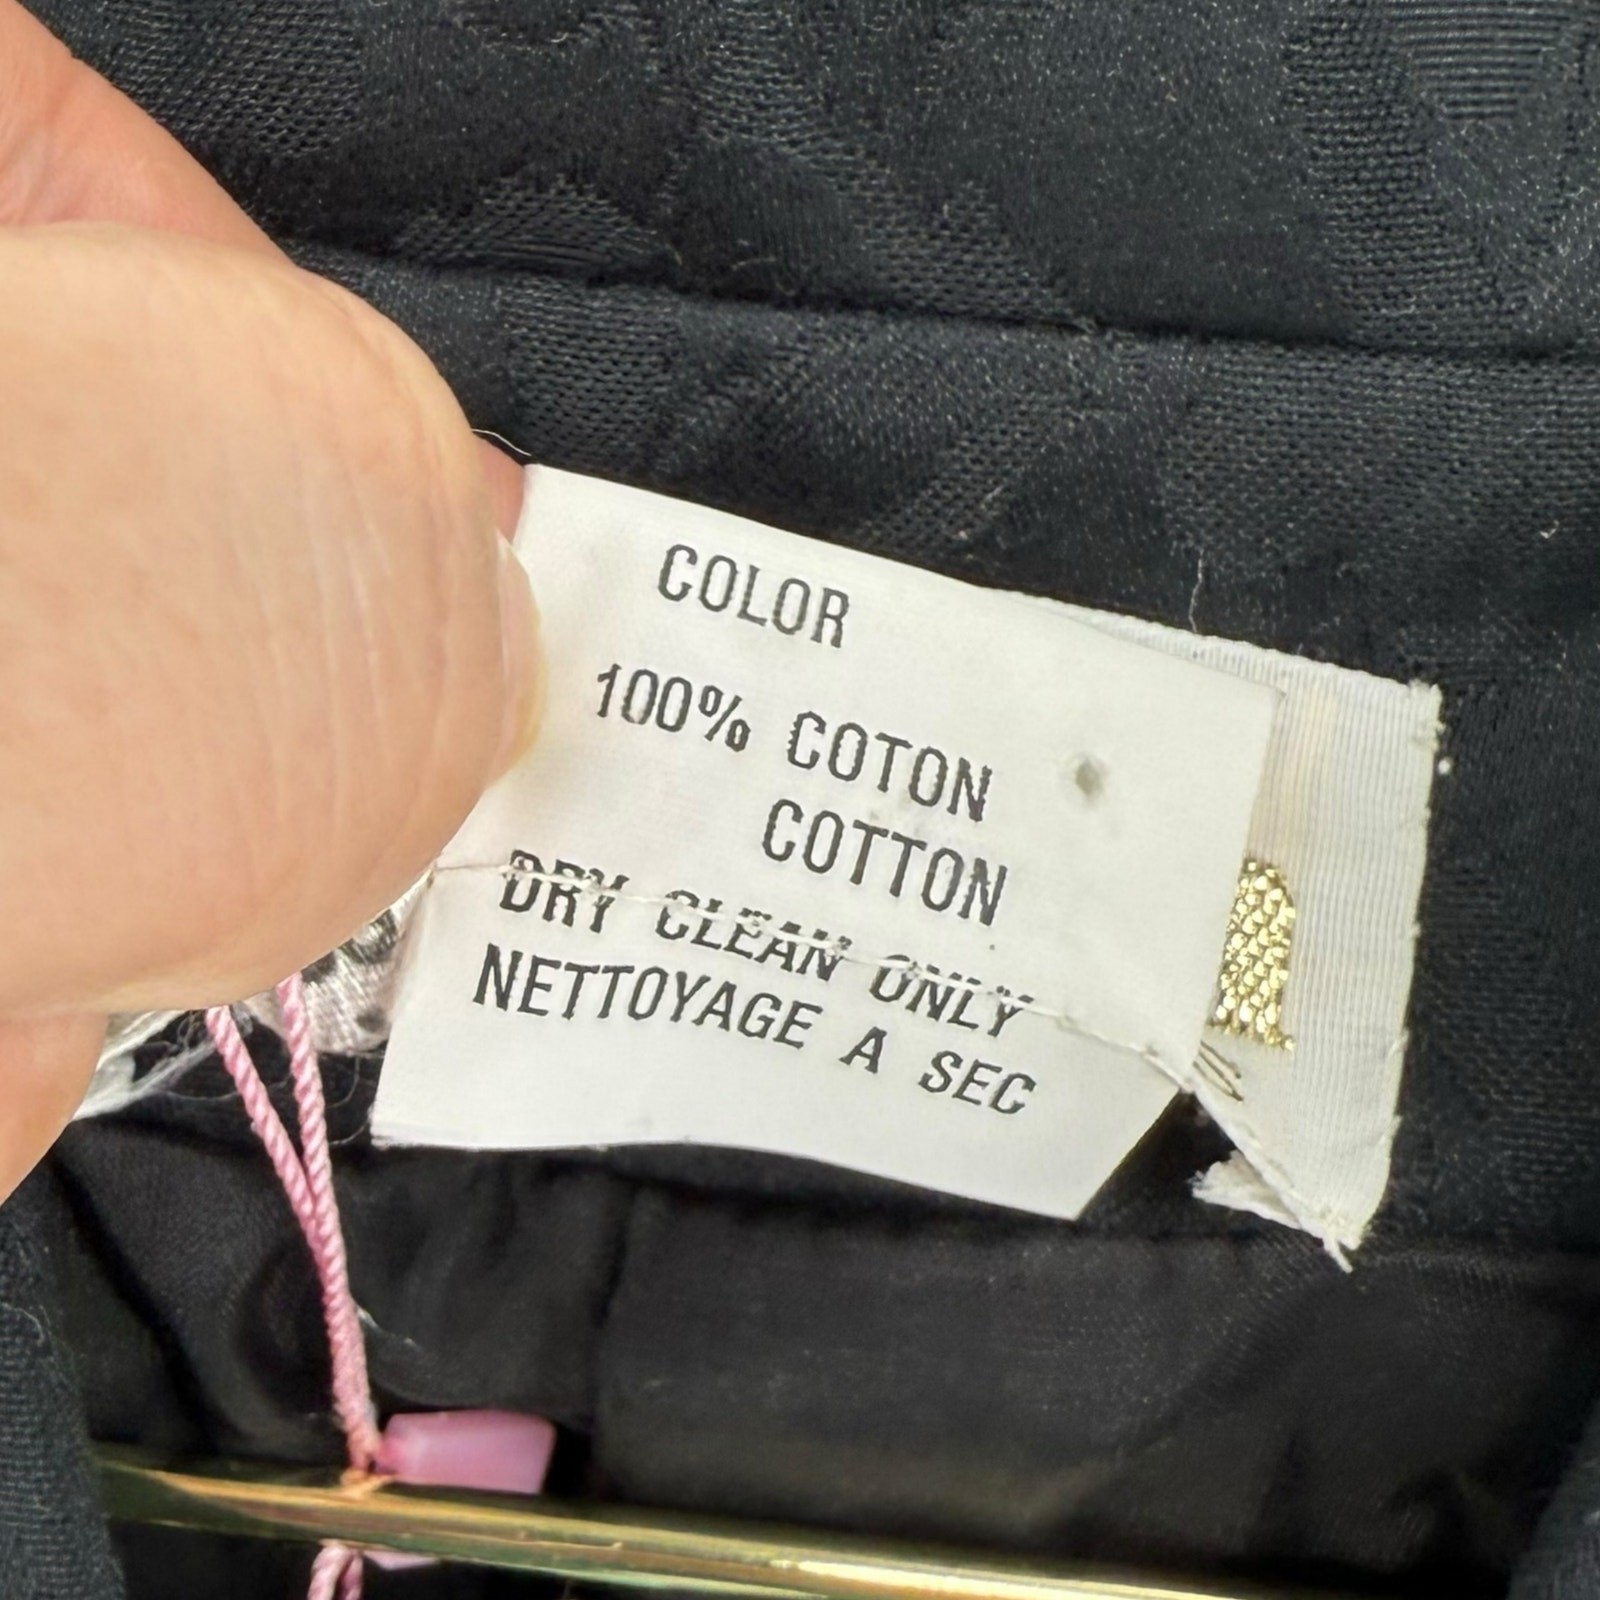 COLOR
100% COTON
COTTON
DRY CLEAN ONLY
NETTOYAGE A SEC